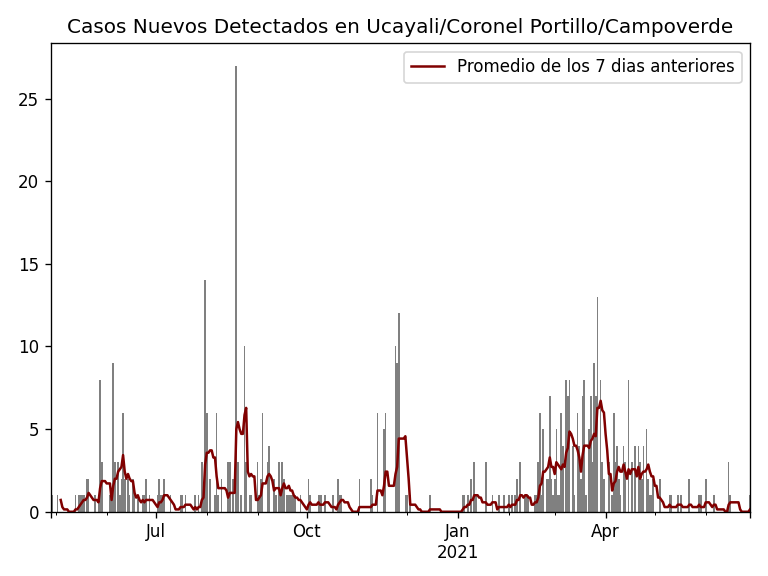 Casos Nuevos Detectados en Ucayali/Coronel Portillo/Campoverde
Promedio de los 7 dias anteriores
25
20
15
10
5
0
Jul
Oct
Jan
2021
Apr